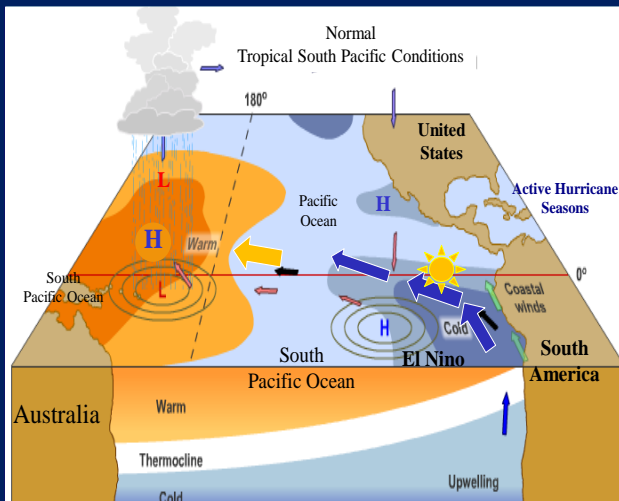 Normal
Tropical South Pacific Conditions
180°
United
States
L
H
Pacific
Ocean
Active Hurricane
Seasons
H
Warm
South
Pacific Ocean
L
0°
Coastal
winds
H
Cold
El Nino
South
America
South
Pacific Ocean
Australia
Warm
Thermocline
Cold
Upwelling